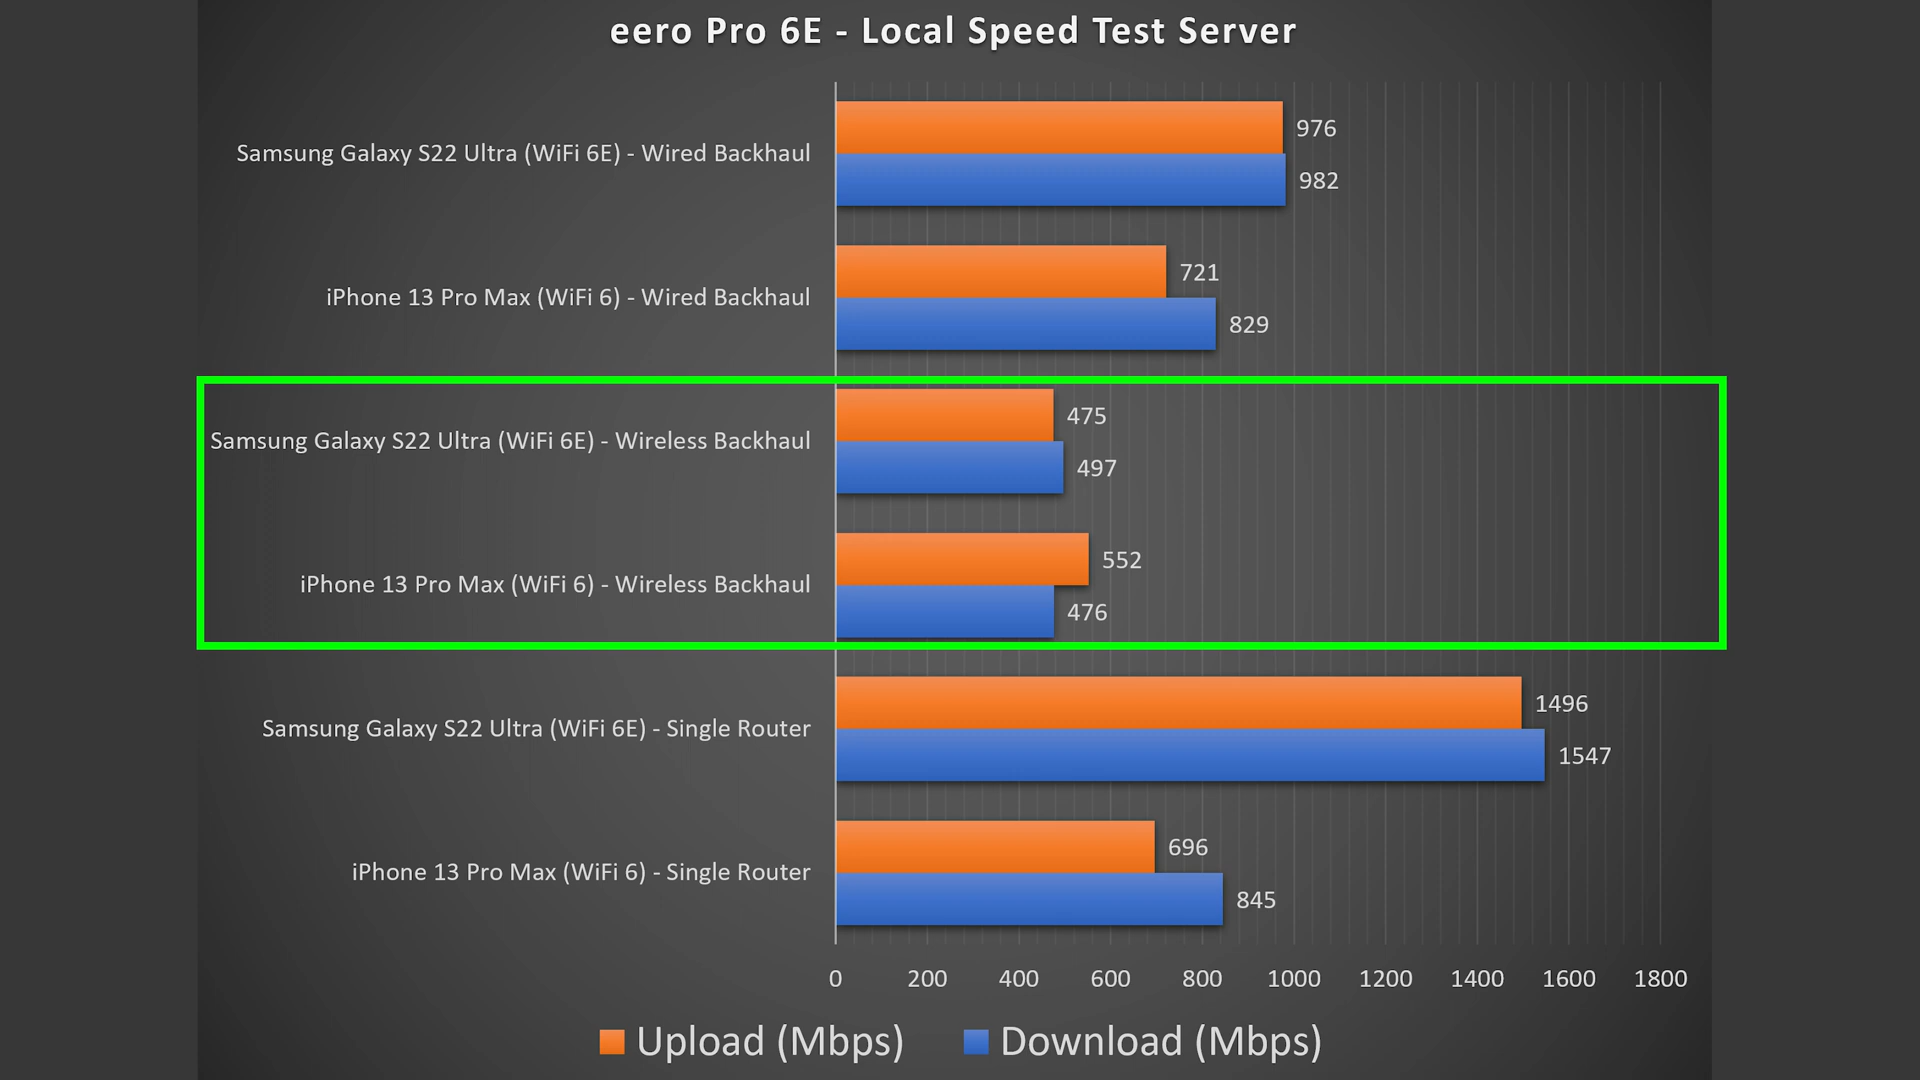 eero Pro 6E - Local Speed Test Server
Samsung Galaxy S22 Ultra (WiFi 6E) - Wired Backhaul
976
982
iPhone 13 Pro Max (WiFi 6) - Wired Backhaul
721
829
Samsung Galaxy S22 Ultra (WiFi 6E) - Wireless Backhaul
475
497
iPhone 13 Pro Max (WiFi 6) - Wireless Backhaul
552
476
Samsung Galaxy S22 Ultra (WiFi 6E) - Single Router
1496
1547
iPhone 13 Pro Max (WiFi 6) - Single Router
696
845
0 200 400 600 800 1000 1200 1400 1600 1800
Upload (Mbps) Download (Mbps)